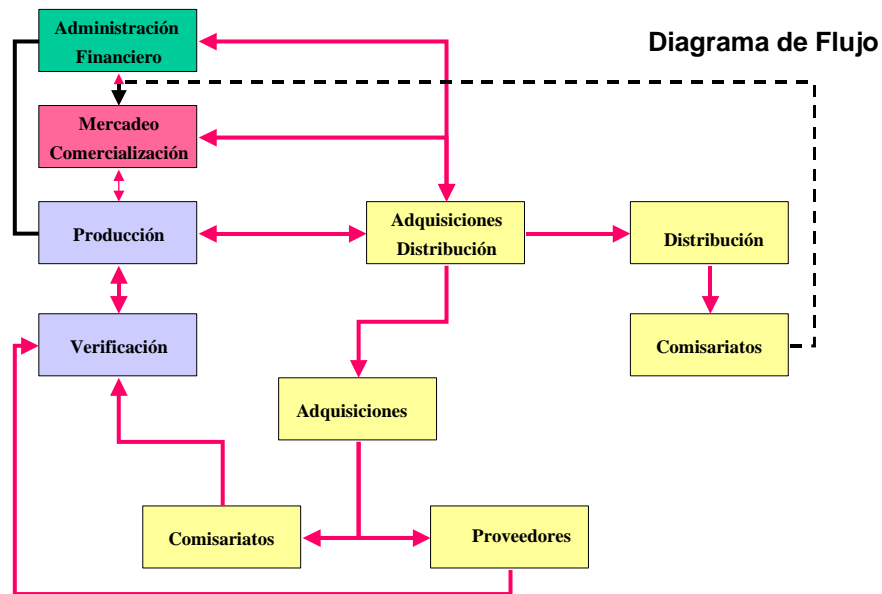 Administración
Financiero
Diagrama de Flujo
Mercadeo
Comercialización
Producción
Adquisiciones
Distribución
Distribución
Verificación
Comisariatos
Adquisiciones
Comisariatos
Proveedores